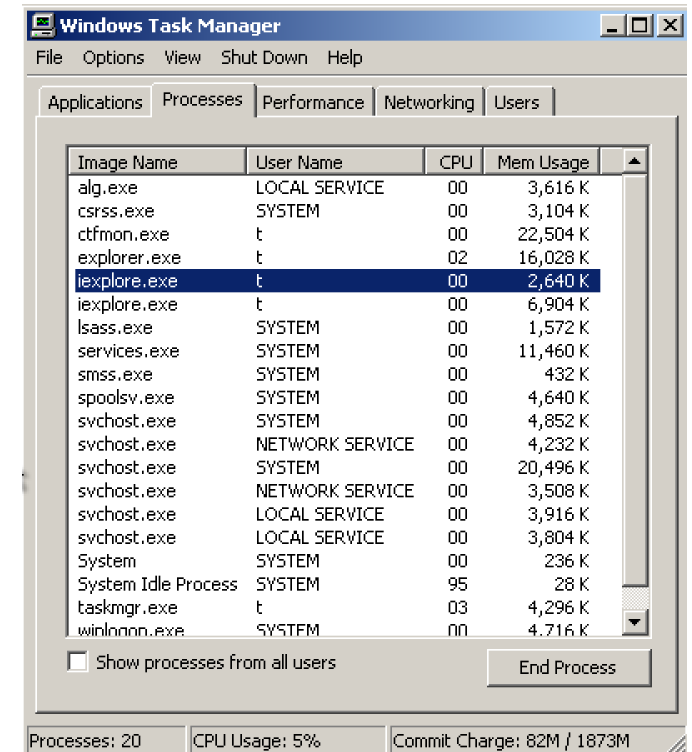 Windows Task Manager
File Options View Shut Down Help
Applications Processes Performance Networking Users
Image Name User Name CPU Mem Usage
alg.exe LOCAL SERVICE 00 3,616 K
csrss.exe SYSTEM 00 3,104 K
ctfmon.exe t 00 22,504 K
explorer.exe t 02 16,028 K
iexplore.exe t 00 2,640 K
iexplore.exe t 00 6,904 K
lsass.exe SYSTEM 00 1,572 K
services.exe SYSTEM 00 11,460 K
smss.exe SYSTEM 00 432 K
spoolsv.exe SYSTEM 00 4,640 K
svchost.exe SYSTEM 00 4,852 K
svchost.exe NETWORK SERVICE 00 4,232 K
svchost.exe SYSTEM 00 20,496 K
svchost.exe NETWORK SERVICE 00 3,508 K
svchost.exe LOCAL SERVICE 00 3,916 K
svchost.exe LOCAL SERVICE 00 3,804 K
System SYSTEM 00 236 K
System Idle Process SYSTEM 95 28 K
taskmgr.exe t 03 4,296 K
winlogon.exe SYSTEM 00 4,716 K
Show processes from all users
End Process
Processes: 20 CPU Usage: 5% Commit Charge: 82M / 1873M